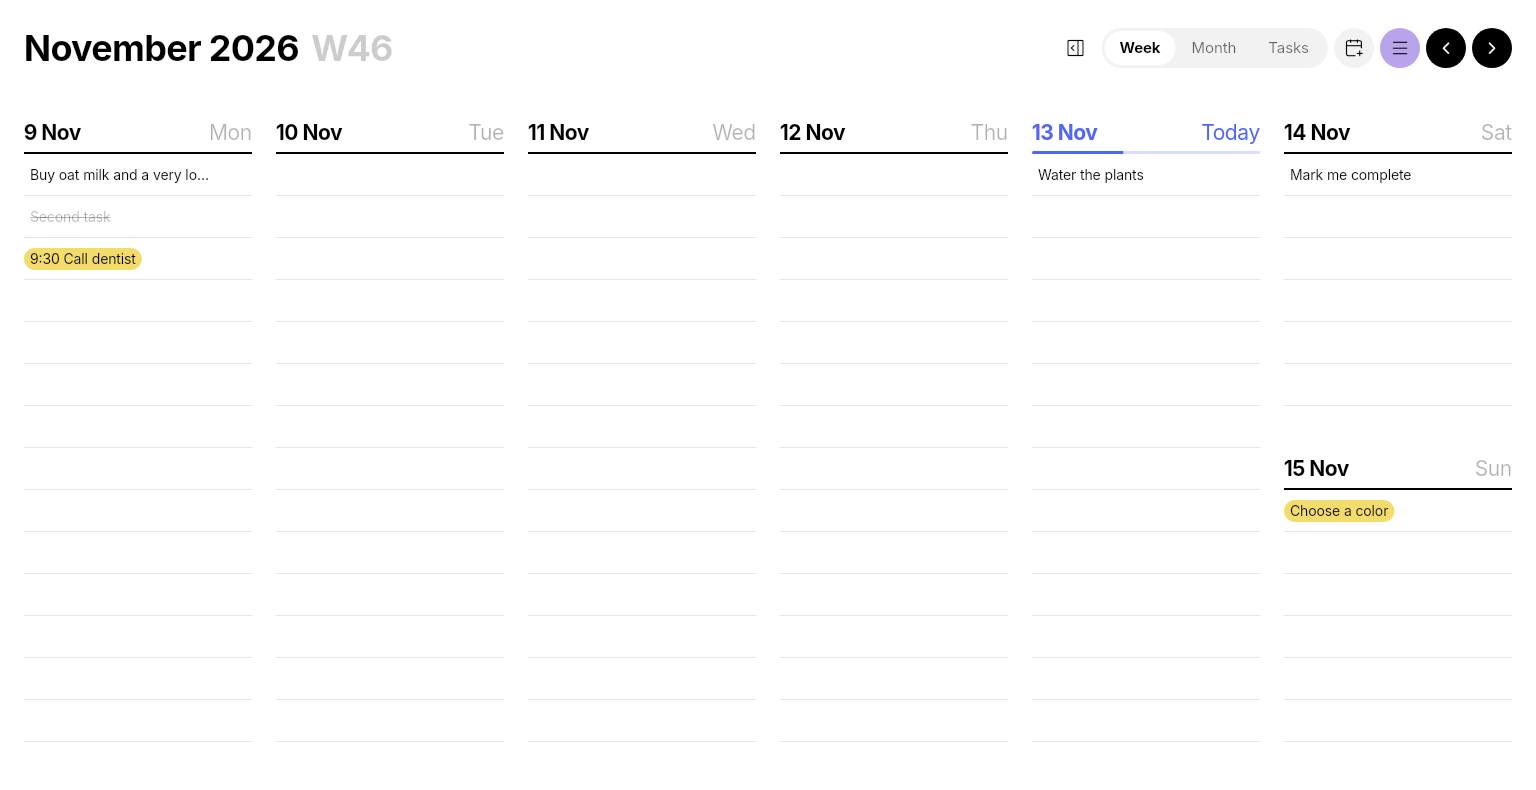 November 2026 W46
Week Month Tasks
9 Nov Mon
Buy oat milk and a very lo...
Second task
9:30 Call dentist
10 Nov Tue
11 Nov Wed
12 Nov Thu
13 Nov Today
Water the plants
14 Nov Sat
Mark me complete
15 Nov Sun
Choose a color